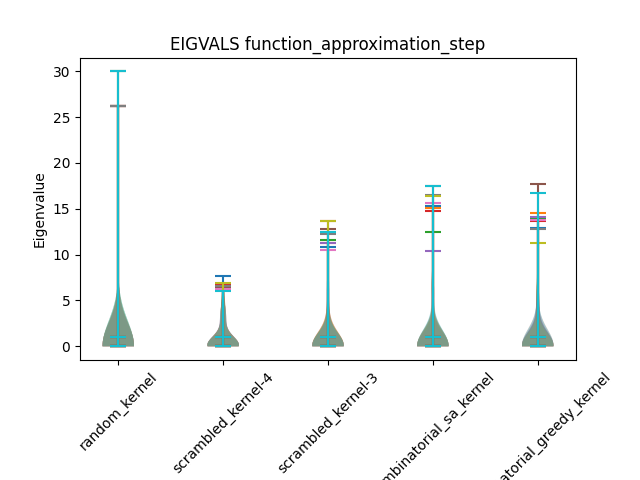 EIGVALS function_approximation_step
Eigenvalue
30
25
20
15
10
5
0
random_kernel
scrambled_kernel-4
scrambled_kernel-3
mbinatorial_sa_kernel
atorial_greedy_kernel